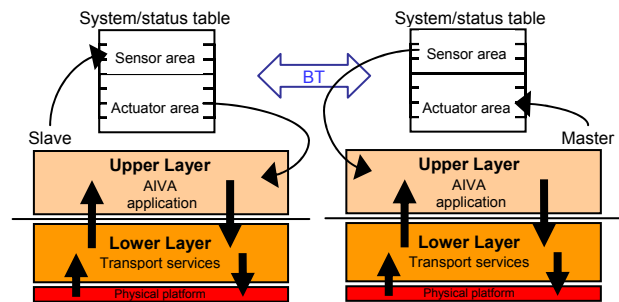 System/status table
Sensor area
Actuator area
Slave
Upper Layer
AIVA
application
Lower Layer
Transport services
Physical platform
BT
System/status table
Sensor area
Actuator area
Master
Upper Layer
AIVA
application
Lower Layer
Transport services
Physical platform